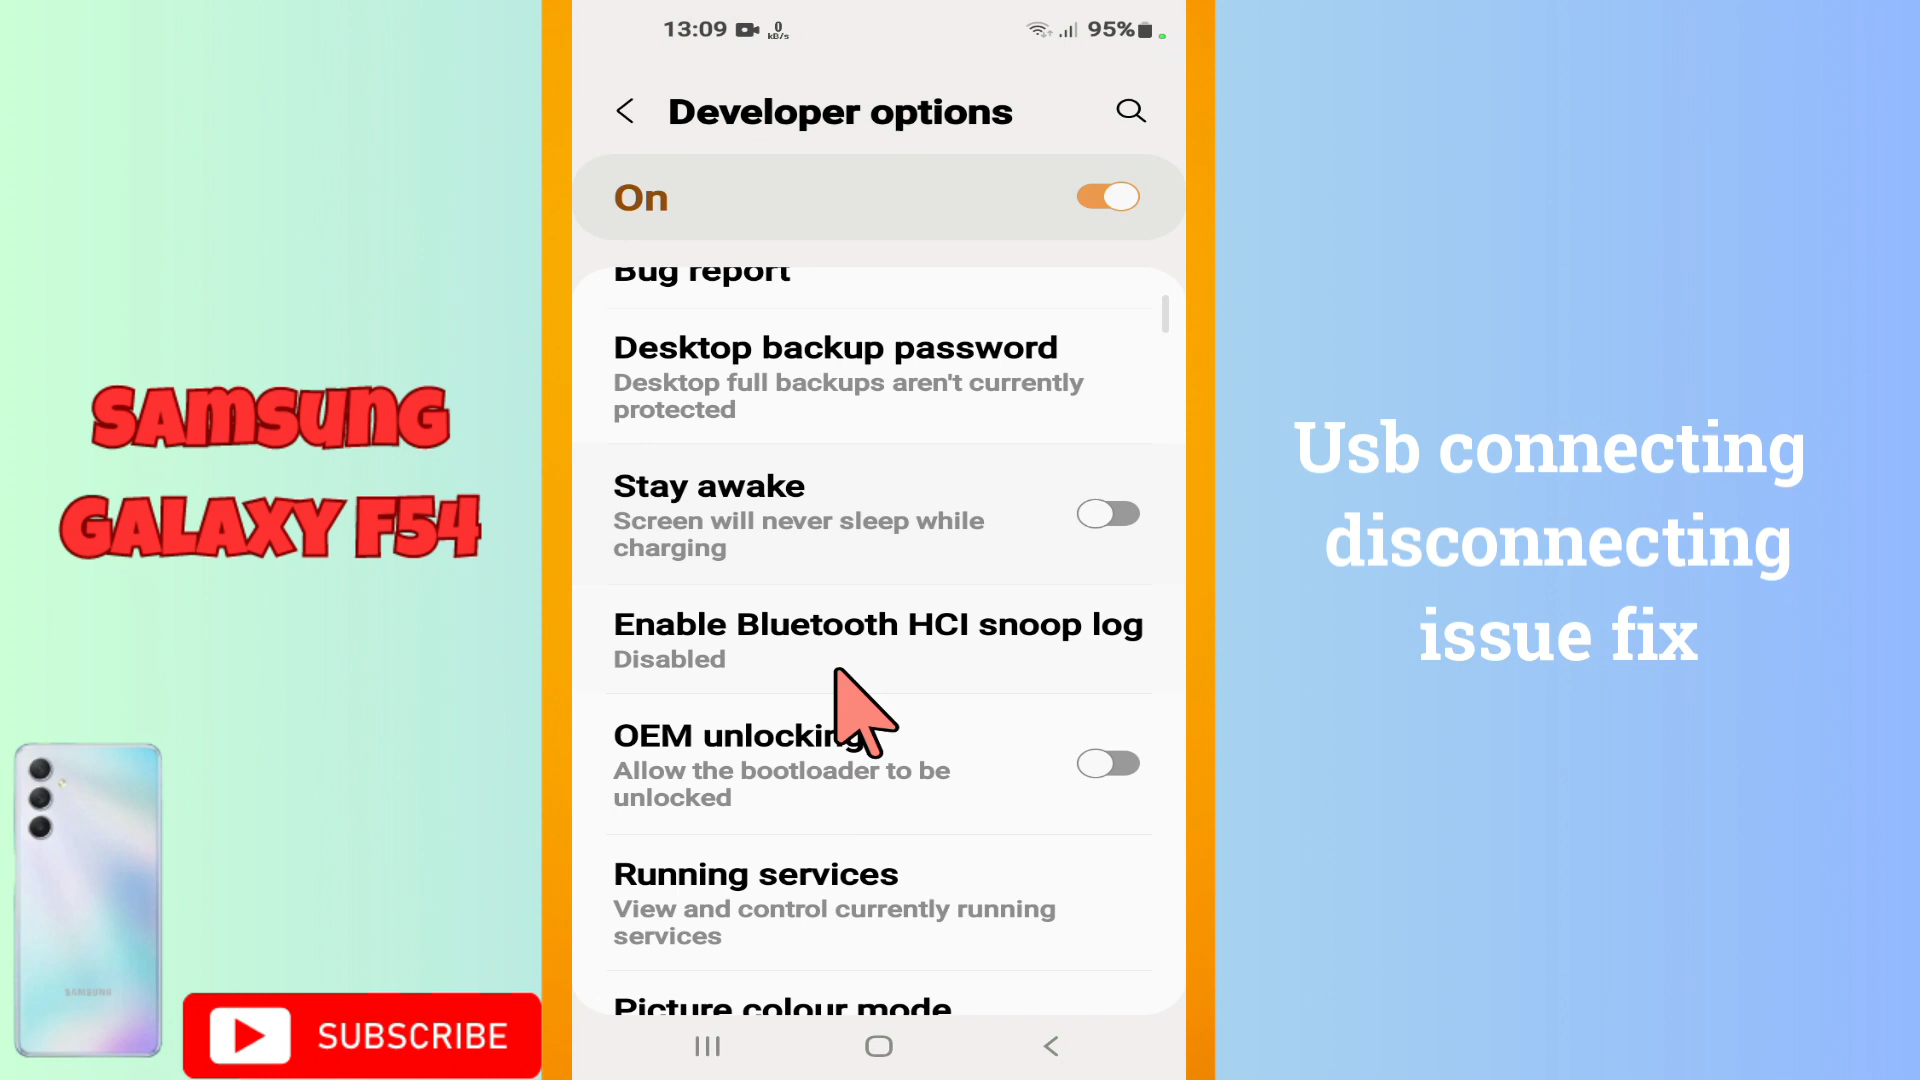 13:09
0
kB/s
95%
Developer options
On
Bug report
Desktop backup password
Desktop full backups aren't currently
protected
Stay awake
Screen will never sleep while
charging
Enable Bluetooth HCI snoop log
Disabled
OEM unlocking
Allow the bootloader to be
unlocked
Running services
View and control currently running
services
Picture colour mode
SAMSUNG
GALAXY F54
SAMSUNG
SUBSCRIBE
Usb connecting
disconnecting
issue fix